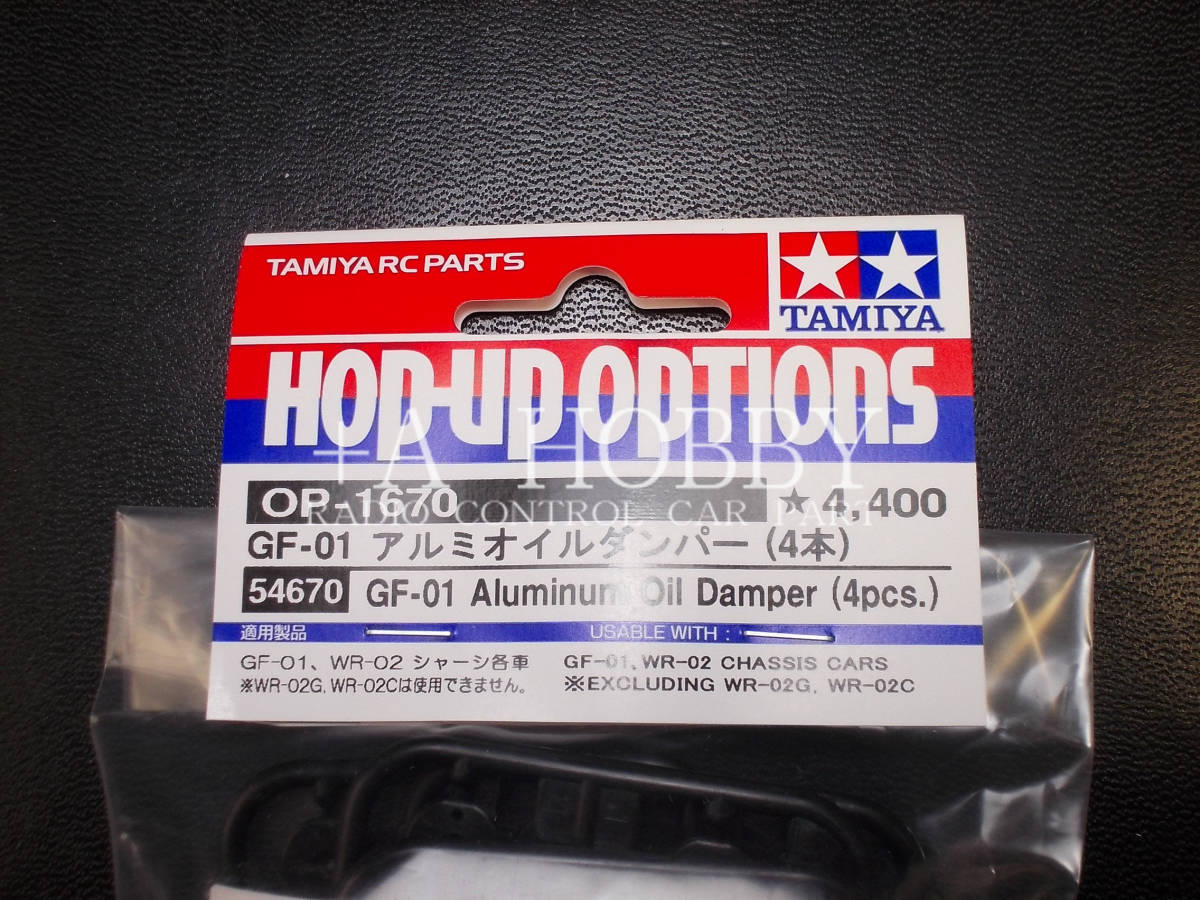 TAMIYA RC PARTS
TAMIYA
HOP-UP OPTIONS
+A HOBBY
OP-1670 ★4,400
RADIO CONTROL CAR PART
GF-01 アルミオイルダンパー (4本)
54670 GF-01 Aluminum Oil Damper (4pcs.)
適用製品 USABLE WITH :
GF-01、WR-02 シャーシ各車 GF-01, WR-02 CHASSIS CARS
※WR-02G, WR-02Cは使用できません。 ※EXCLUDING WR-02G, WR-02C